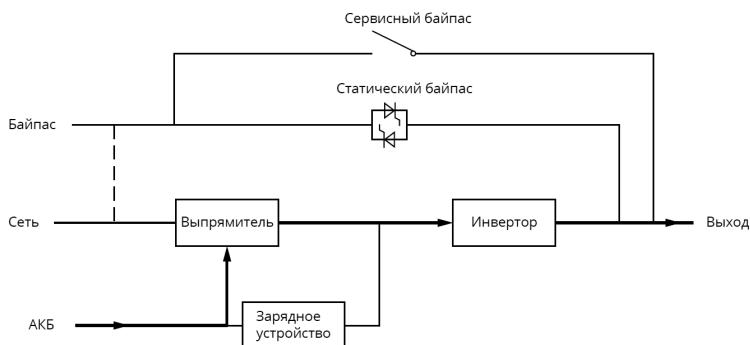 Сервисный байпас
Статический байпас
Байпас
Сеть
Выпрямитель
Инвертор
Выход
АКБ
Зарядное
устройство